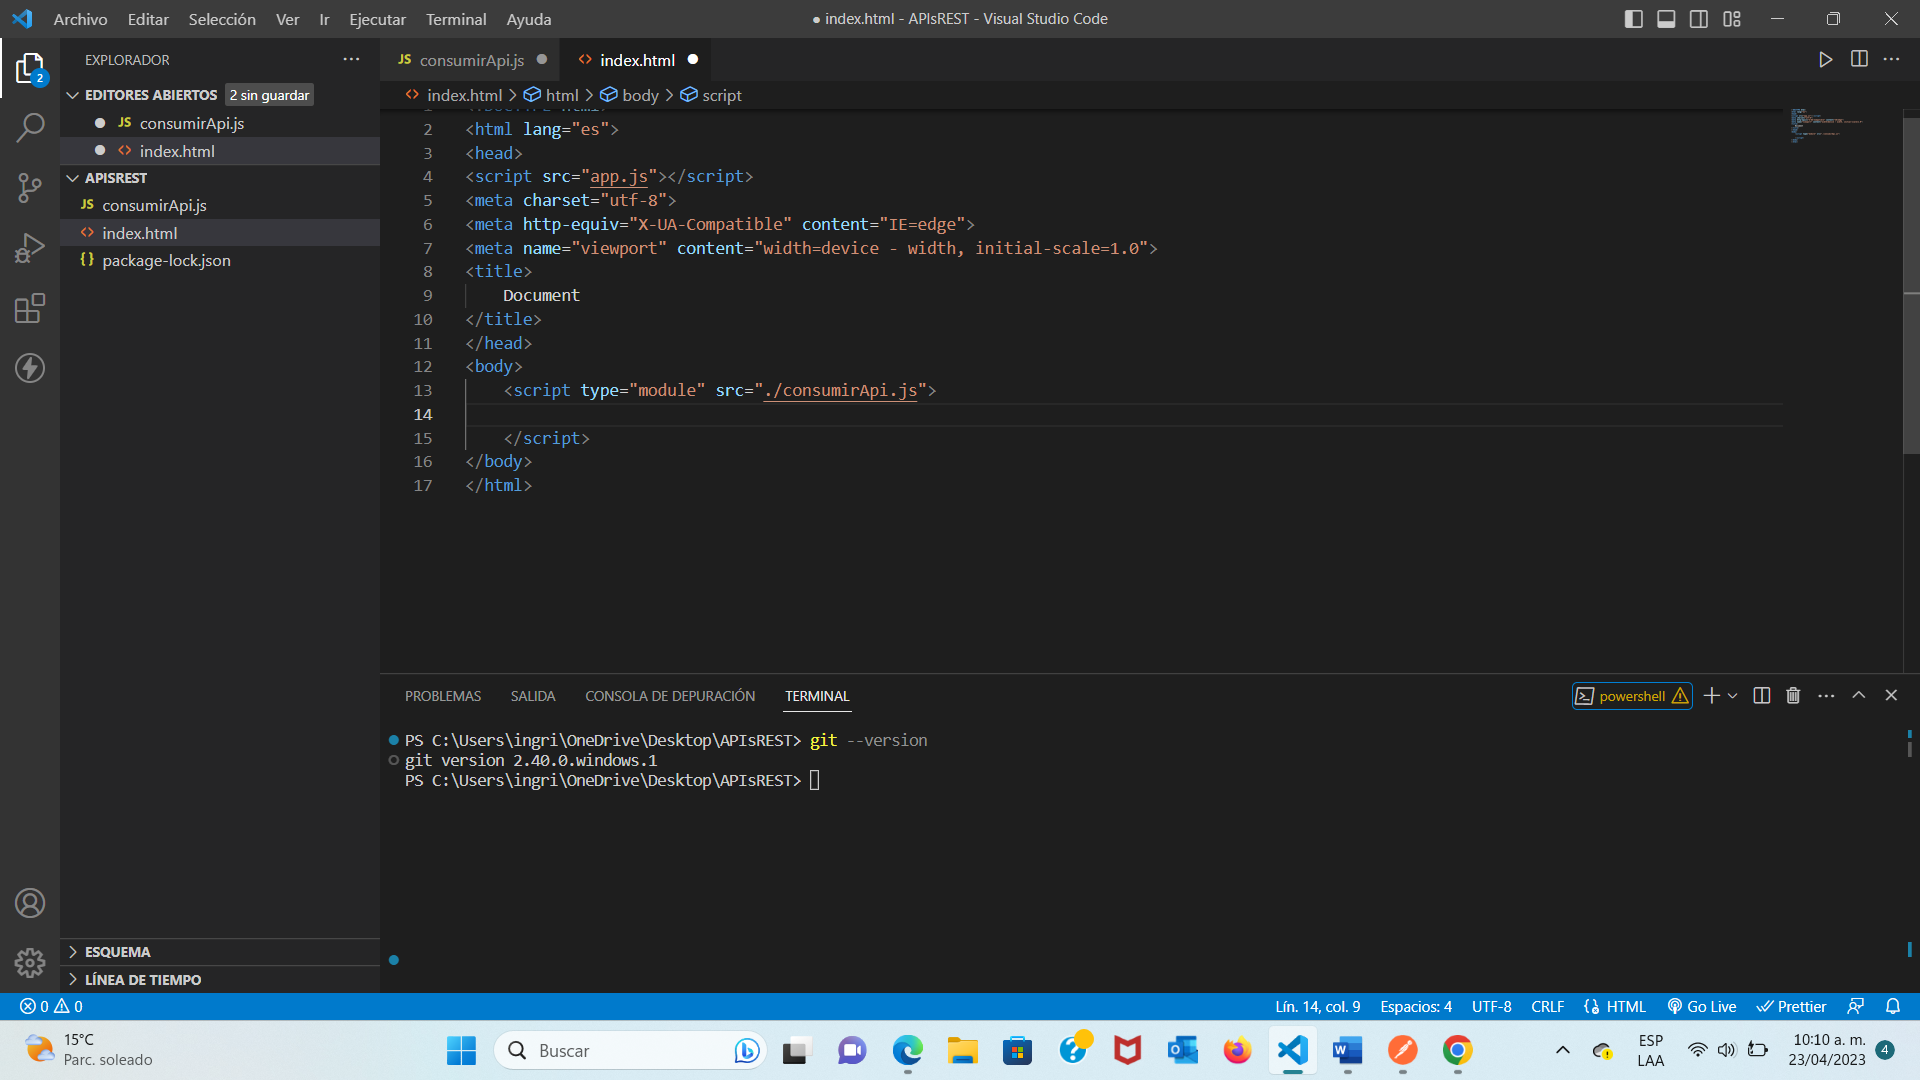 Archivo Editar Selección Ver Ir Ejecutar Terminal Ayuda
● index.html - APIsREST - Visual Studio Code
EXPLORADOR
2
EDITORES ABIERTOS 2 sin guardar
JS consumirApi.js
<> index.html
APISREST
JS consumirApi.js
<> index.html
{} package-lock.json
ESQUEMA
LÍNEA DE TIEMPO
JS consumirApi.js
<> index.html
<> index.html > html > body > script
2 <html lang="es">
3 <head>
4 <script src="app.js"></script>
5 <meta charset="utf-8">
6 <meta http-equiv="X-UA-Compatible" content="IE=edge">
7 <meta name="viewport" content="width=device - width, initial-scale=1.0">
8 <title>
9 Document
10 </title>
11 </head>
12 <body>
13 <script type="module" src="./consumirApi.js">
14
15 </script>
16 </body>
17 </html>
PROBLEMAS SALIDA CONSOLA DE DEPURACIÓN TERMINAL
powershell
PS C:\Users\ingri\OneDrive\Desktop\APIsREST> git --version
git version 2.40.0.windows.1
PS C:\Users\ingri\OneDrive\Desktop\APIsREST>
0 0
Lín. 14, col. 9 Espacios: 4 UTF-8 CRLF HTML Go Live Prettier
15°C
Parc. soleado
Buscar
ESP
LAA
10:10 a. m.
23/04/2023
4